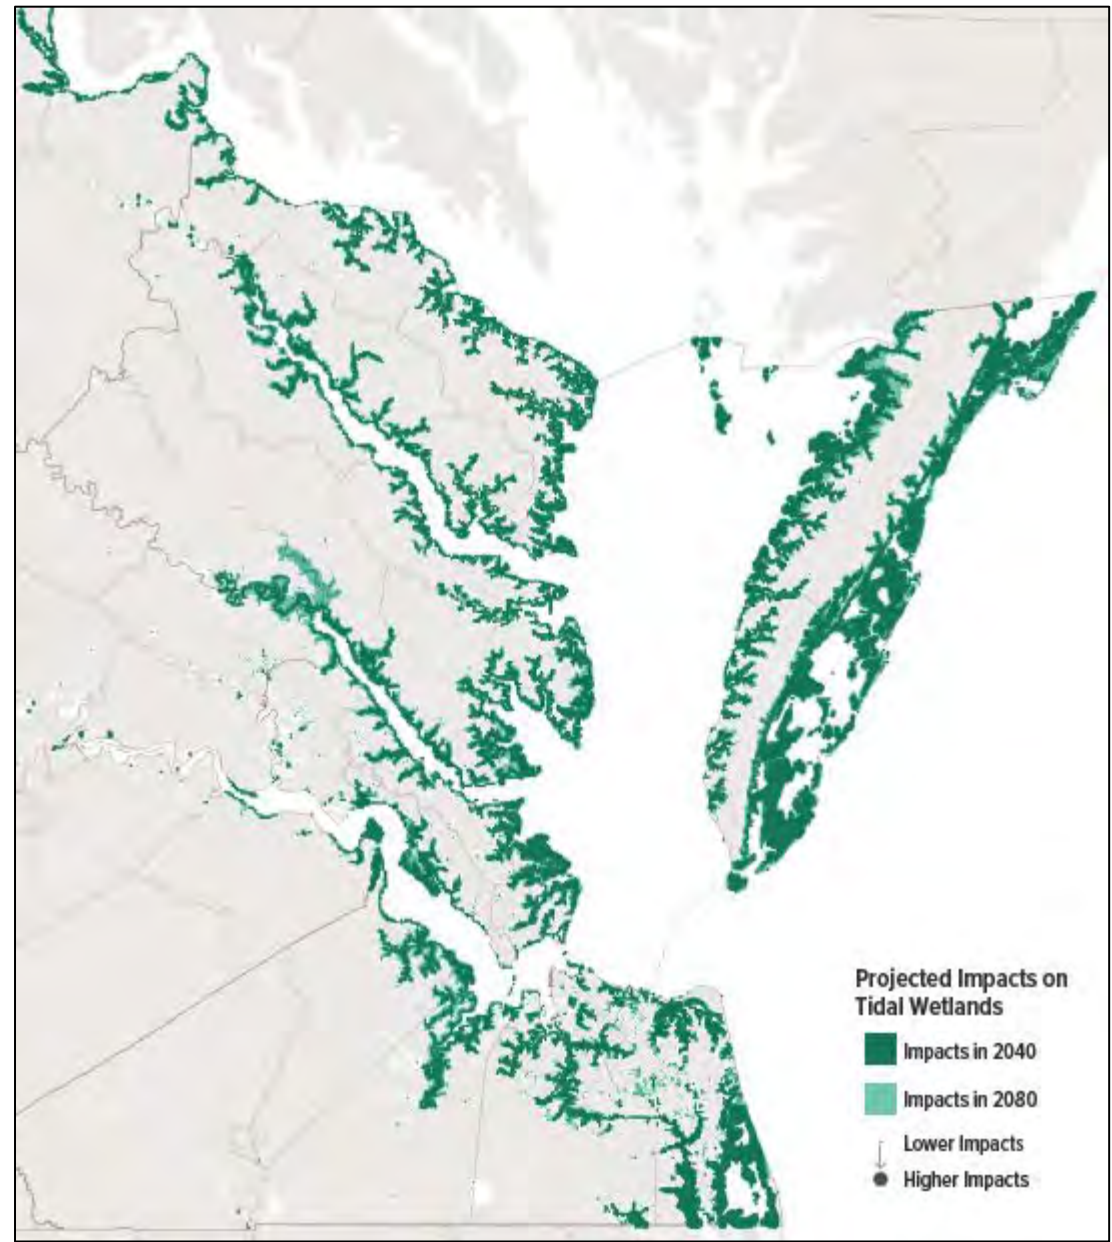 Projected Impacts on
Tidal Wetlands
Impacts in 2040
Impacts in 2080
Lower Impacts
Higher Impacts